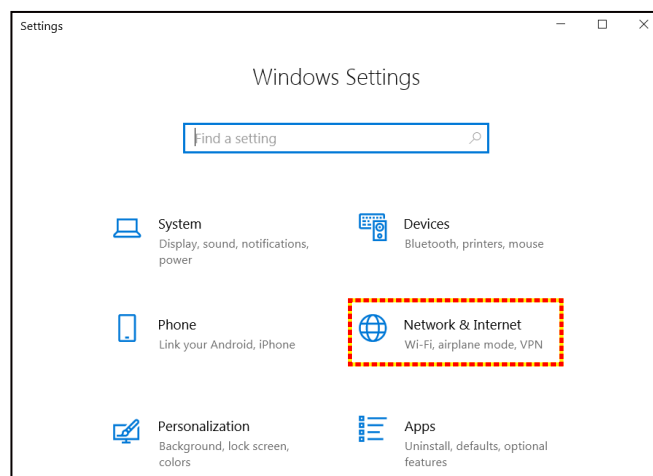 Settings
Windows Settings
Find a setting
System
Display, sound, notifications,
power
Devices
Bluetooth, printers, mouse
Phone
Link your Android, iPhone
Network & Internet
Wi-Fi, airplane mode, VPN
Personalization
Background, lock screen,
colors
Apps
Uninstall, defaults, optional
features